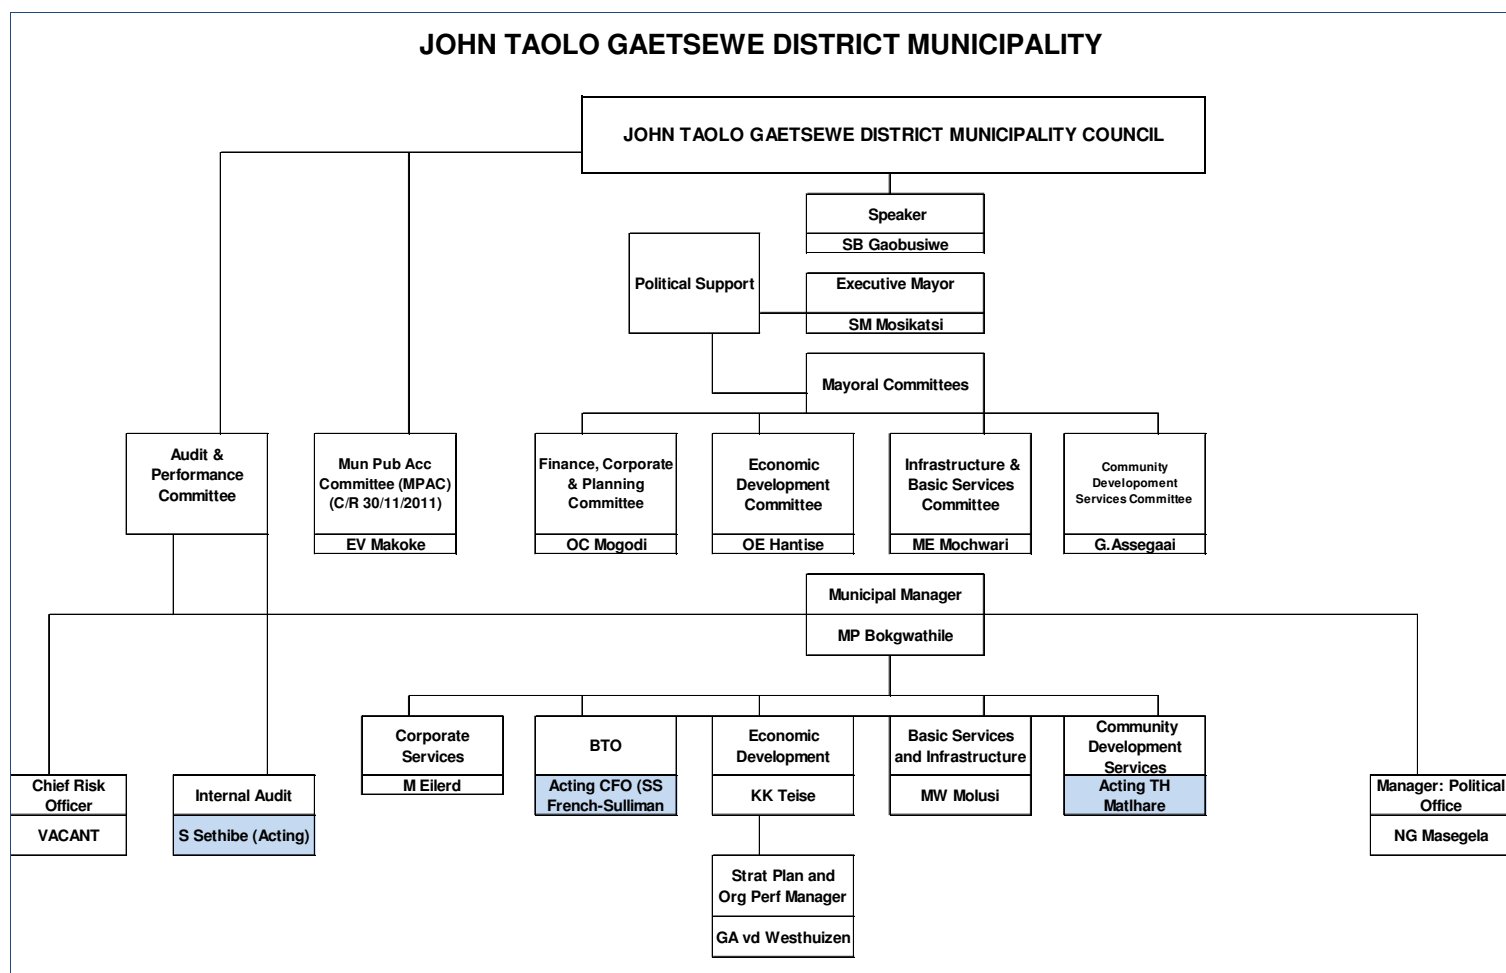 JOHN TAOLO GAETSEWE DISTRICT MUNICIPALITY
JOHN TAOLO GAETSEWE DISTRICT MUNICIPALITY COUNCIL
Speaker
SB Gaobusiwe
Political Support
Executive Mayor
SM Mosikatsi
Mayoral Committees
Audit &
Performance
Committee
Mun Pub Acc
Committee (MPAC)
(C/R 30/11/2011)
EV Makoke
Finance, Corporate
& Planning
Committee
OC Mogodi
Economic
Development
Committee
OE Hantise
Infrastructure &
Basic Services
Committee
ME Mochwari
Community
Developoment
Services Committee
G.Assegaai
Municipal Manager
MP Bokgwathile
Corporate
Services
M Eilerd
BTO
Acting CFO (SS
French-Sulliman
Economic
Development
KK Teise
Basic Services
and Infrastructure
MW Molusi
Community
Development
Services
Acting TH
Matlhare
Chief Risk
Officer
VACANT
Internal Audit
S Sethibe (Acting)
Manager: Political
Office
NG Masegela
Strat Plan and
Org Perf Manager
GA vd Westhuizen